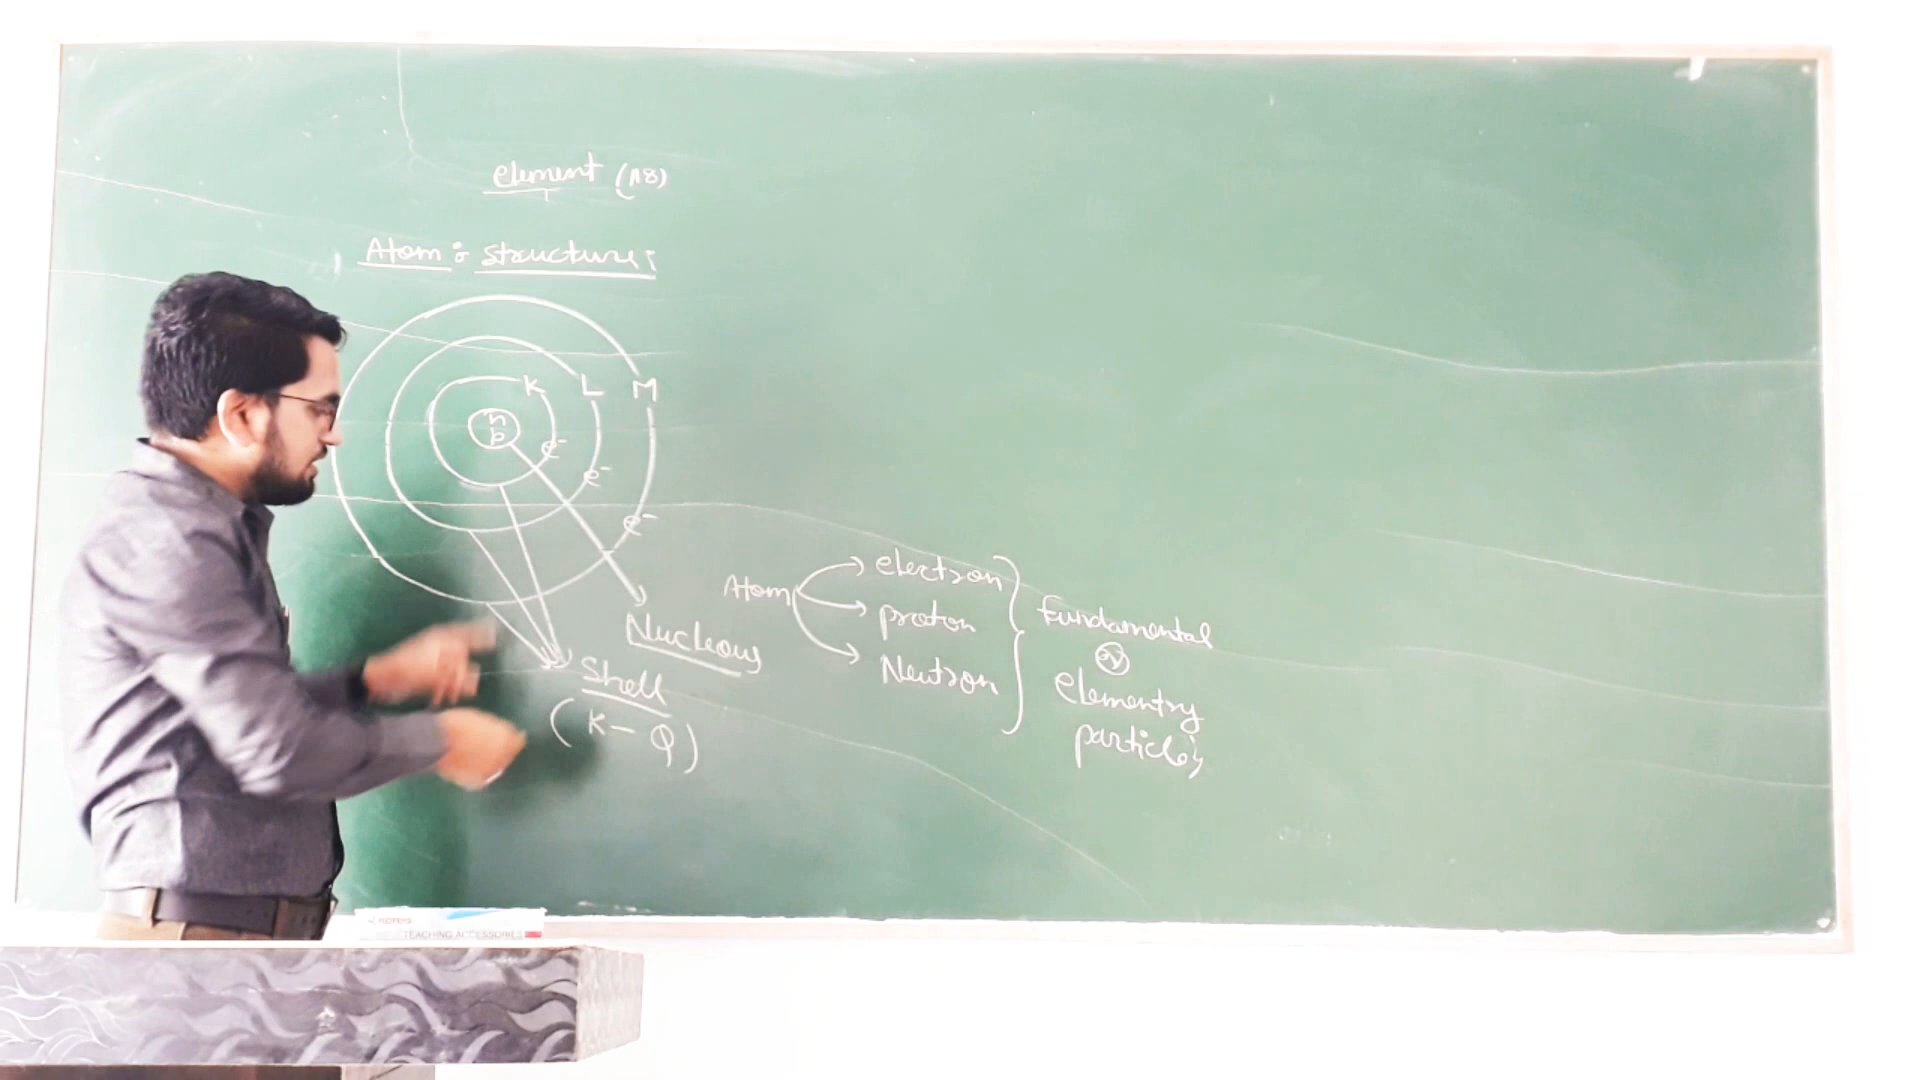 element (118)
Atom : structure :
K L M
n
p
e⁻
e⁻
e⁻
Nucleous
Shell
(K - Q)
Atom
electron
proton
Neutron
fundamental
or
elementry
particles
TEACHING ACCESSORIES